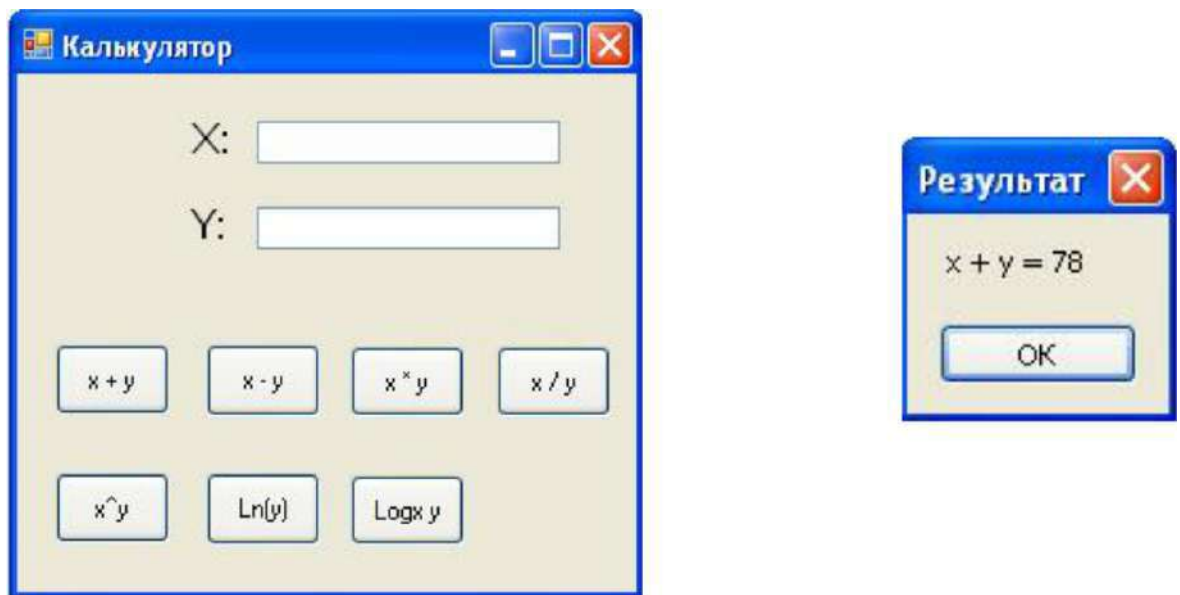 Калькулятор
X:
Y:
x + y
x - y
x * y
x / y
x^y
Ln(y)
Logx y
Результат
x + y = 78
OK